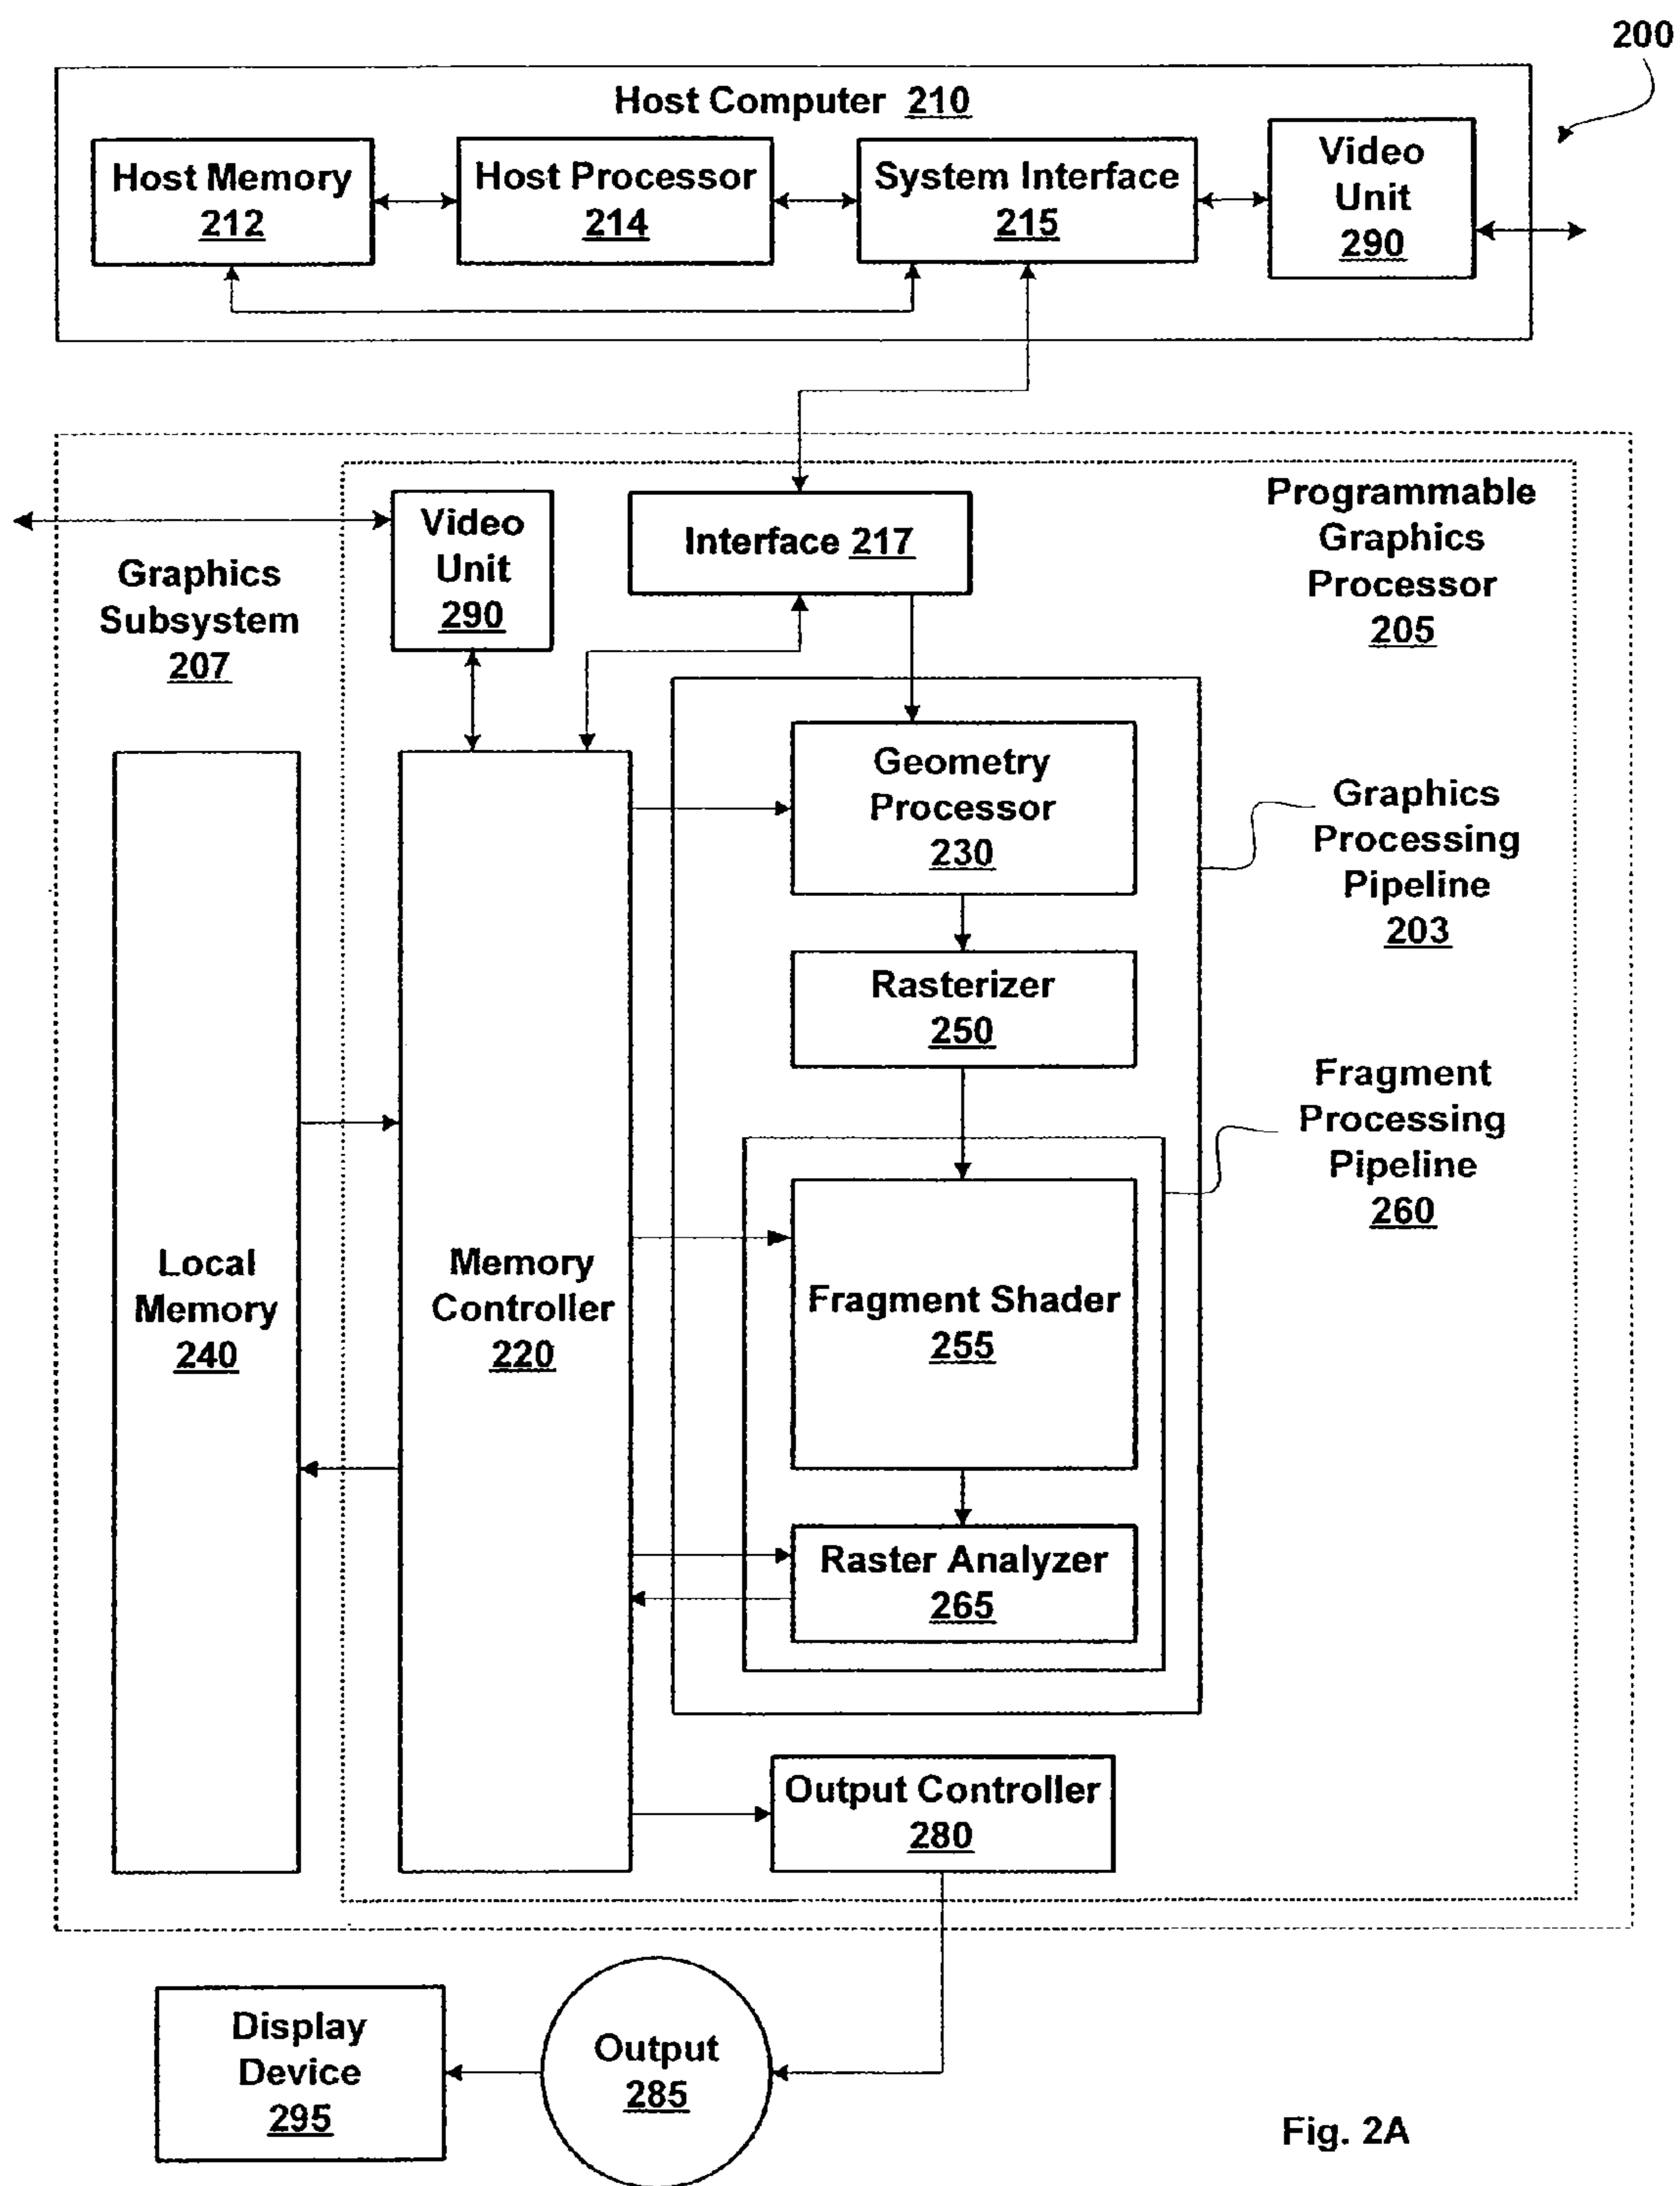 200
Host Computer 210
Host Memory
212
Host Processor
214
System Interface
215
Video
Unit
290
Graphics
Subsystem
207
Video
Unit
290
Interface 217
Programmable
Graphics
Processor
205
Geometry
Processor
230
Graphics
Processing
Pipeline
203
Rasterizer
250
Fragment
Processing
Pipeline
260
Local
Memory
240
Memory
Controller
220
Fragment Shader
255
Raster Analyzer
265
Output Controller
280
Display
Device
295
Output
285
Fig. 2A